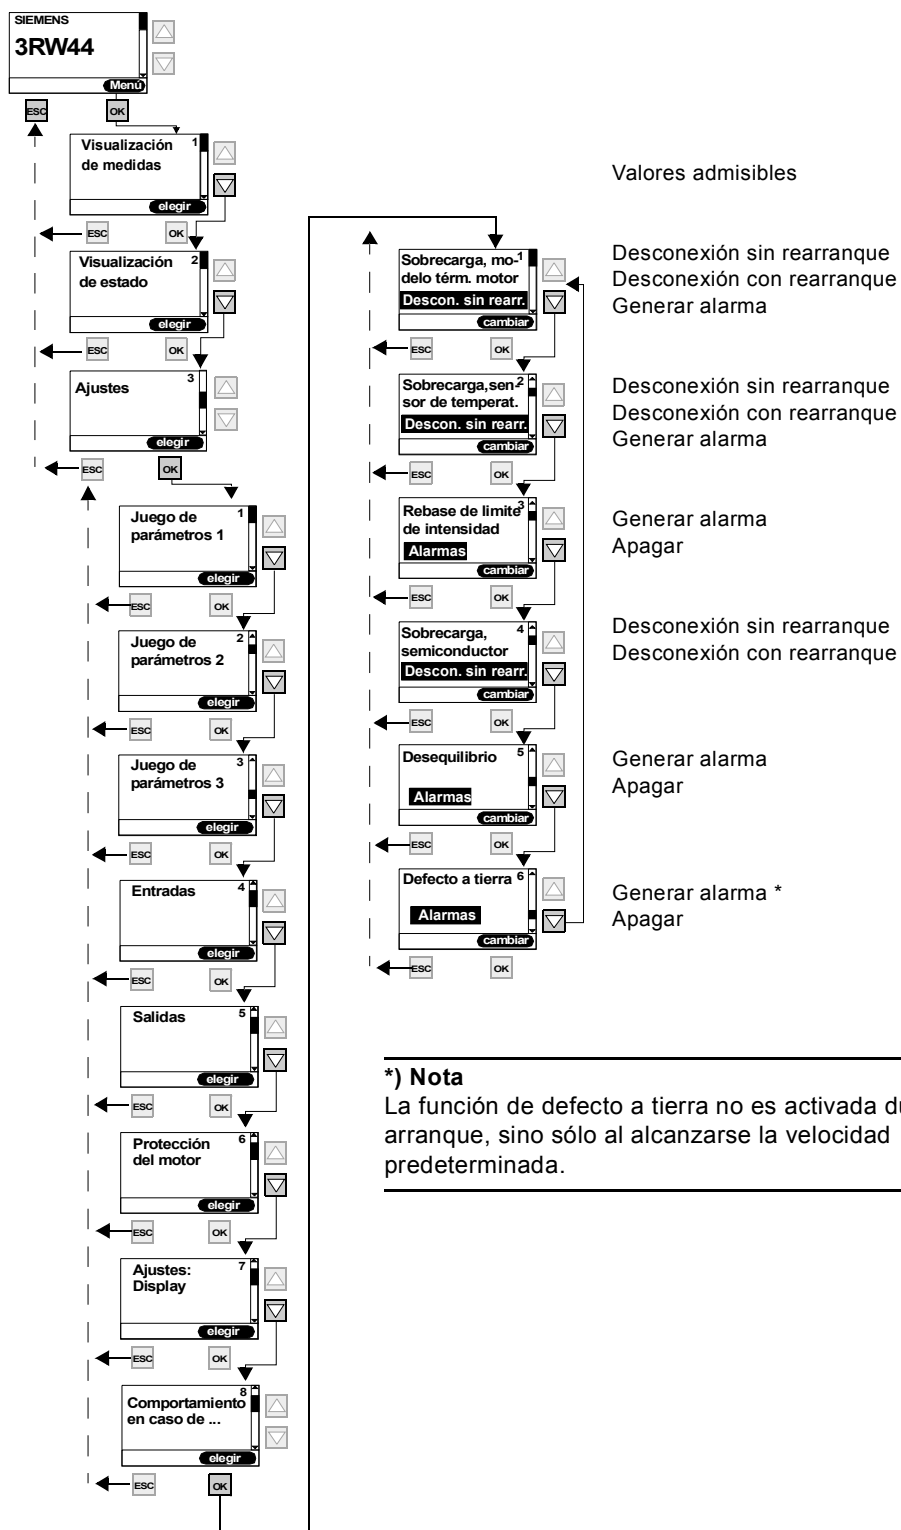 SIEMENS
3RW44
Menú
ESC
OK
Visualización
de medidas
1
elegir
ESC
OK
Visualización
de estado
2
elegir
ESC
OK
Ajustes
3
elegir
ESC
OK
Juego de
parámetros 1
1
elegir
ESC
OK
Juego de
parámetros 2
2
elegir
ESC
OK
Juego de
parámetros 3
3
elegir
ESC
OK
Entradas
4
elegir
ESC
OK
Salidas
5
elegir
ESC
OK
Protección
del motor
6
elegir
ESC
OK
Ajustes:
Display
7
elegir
ESC
OK
Comportamiento
en caso de ...
8
elegir
ESC
OK
Valores admisibles
Sobrecarga, mo-
delo térm. motor
1
Descon. sin rearr.
cambiar
ESC
OK
Desconexión sin rearranque
Desconexión con rearranque
Generar alarma
Sobrecarga,sen-
sor de temperat.
2
Descon. sin rearr.
cambiar
ESC
OK
Desconexión sin rearranque
Desconexión con rearranque
Generar alarma
Rebase de limite
de intensidad
3
Alarmas
cambiar
ESC
OK
Generar alarma
Apagar
Sobrecarga,
semiconductor
4
Descon. sin rearr.
cambiar
ESC
OK
Desconexión sin rearranque
Desconexión con rearranque
Desequilibrio
5
Alarmas
cambiar
ESC
OK
Generar alarma
Apagar
Defecto a tierra
6
Alarmas
cambiar
ESC
OK
Generar alarma *
Apagar
*) Nota
La función de defecto a tierra no es activada
arranque, sino sólo al alcanzarse la velocidad
predeterminada.